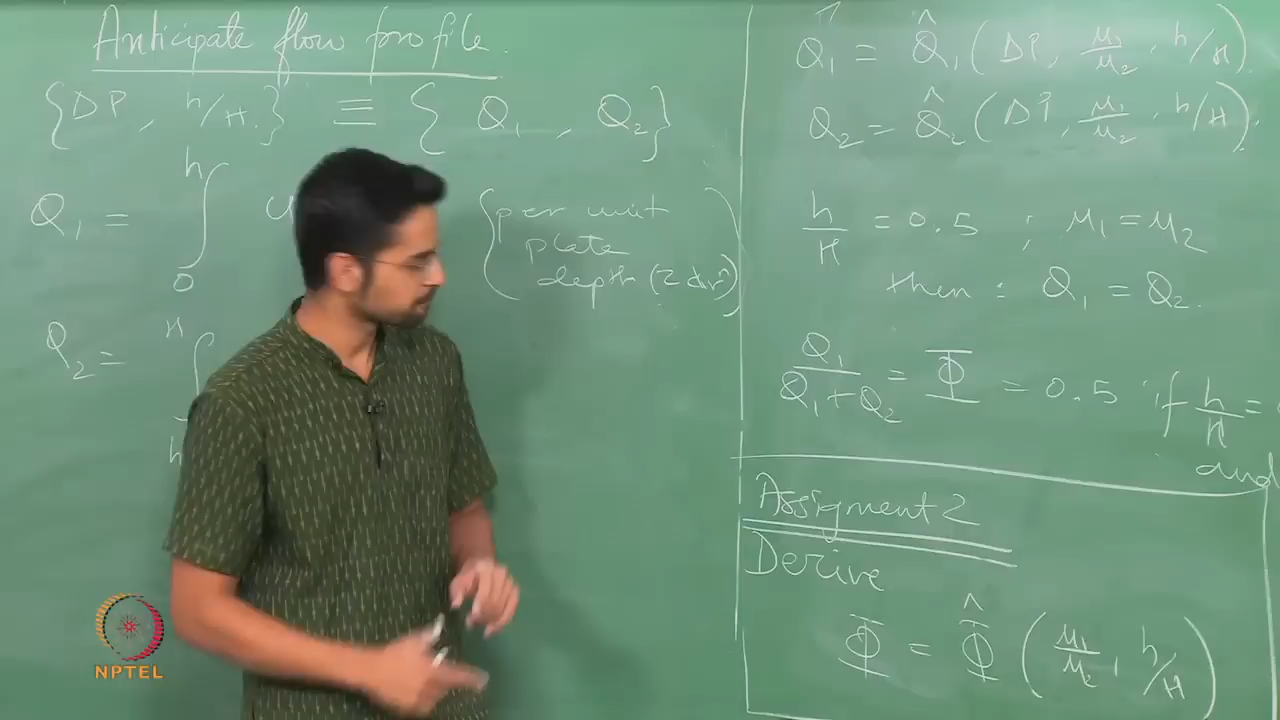 Anticipate flow profile.
{ΔP, h/H.} ≡ {Q₁, Q₂}
Q₁ = ∫₀ʰ u
{per unit
plate
depth (z dirⁿ)}
Q₂ = ∫ₕᴴ
Q₁ = Q̂₁(ΔP, μ₁/μ₂, h/H).
Q₂ = Q̂₂(ΔP, μ₁/μ₂, h/H).
h/H = 0.5 ; μ₁ = μ₂
then : Q₁ = Q₂.
Q₁/(Q₁+Q₂) = Φ = 0.5 if h/H =
and
Assigment 2
Derive
Φ = Φ̂ (μ₁/μ₂, h/H)
NPTEL